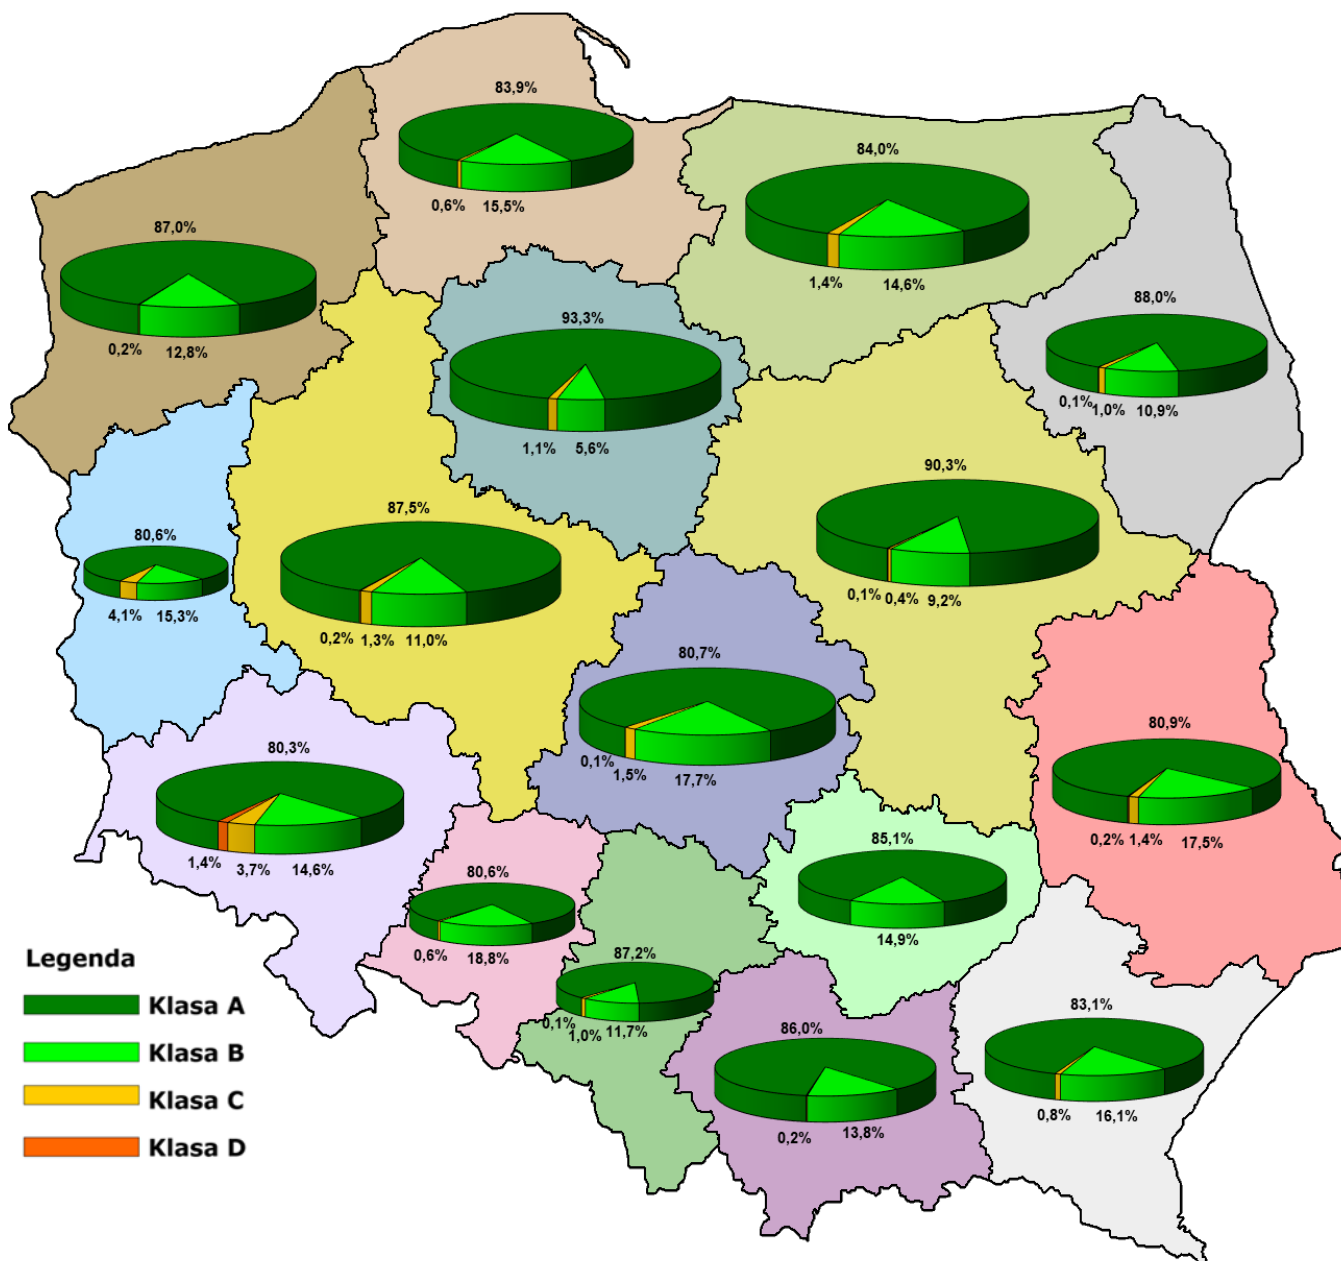 83,9%
0,6% 15,5%
84,0%
1,4% 14,6%
87,0%
0,2% 12,8%
88,0%
0,1% 1,0% 10,9%
93,3%
1,1% 5,6%
90,3%
0,1% 0,4% 9,2%
87,5%
0,2% 1,3% 11,0%
80,6%
4,1% 15,3%
80,7%
0,1% 1,5% 17,7%
80,9%
0,2% 1,4% 17,5%
80,3%
1,4% 3,7% 14,6%
85,1%
14,9%
80,6%
0,6% 18,8%
87,2%
0,1% 1,0% 11,7%
86,0%
0,2% 13,8%
83,1%
0,8% 16,1%
Legenda
Klasa A
Klasa B
Klasa C
Klasa D